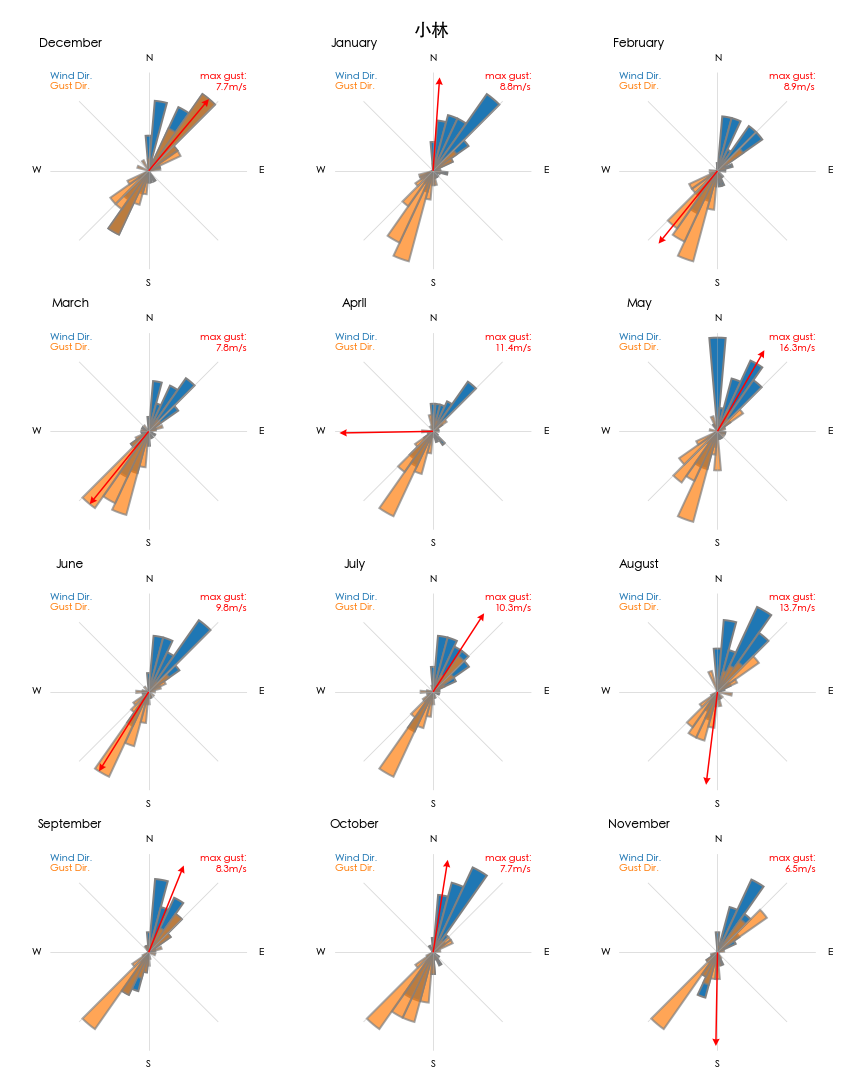 小林
December
N
Wind Dir.
Gust Dir.
max gust:
7.7m/s
W
E
S
January
N
Wind Dir.
Gust Dir.
max gust:
8.8m/s
W
E
S
February
N
Wind Dir.
Gust Dir.
max gust:
8.9m/s
W
E
S
March
N
Wind Dir.
Gust Dir.
max gust:
7.8m/s
W
E
S
April
N
Wind Dir.
Gust Dir.
max gust:
11.4m/s
W
E
S
May
N
Wind Dir.
Gust Dir.
max gust:
16.3m/s
W
E
S
June
N
Wind Dir.
Gust Dir.
max gust:
9.8m/s
W
E
S
July
N
Wind Dir.
Gust Dir.
max gust:
10.3m/s
W
E
S
August
N
Wind Dir.
Gust Dir.
max gust:
13.7m/s
W
E
S
September
N
Wind Dir.
Gust Dir.
max gust:
8.3m/s
W
E
S
October
N
Wind Dir.
Gust Dir.
max gust:
7.7m/s
W
E
S
November
N
Wind Dir.
Gust Dir.
max gust:
6.5m/s
W
E
S